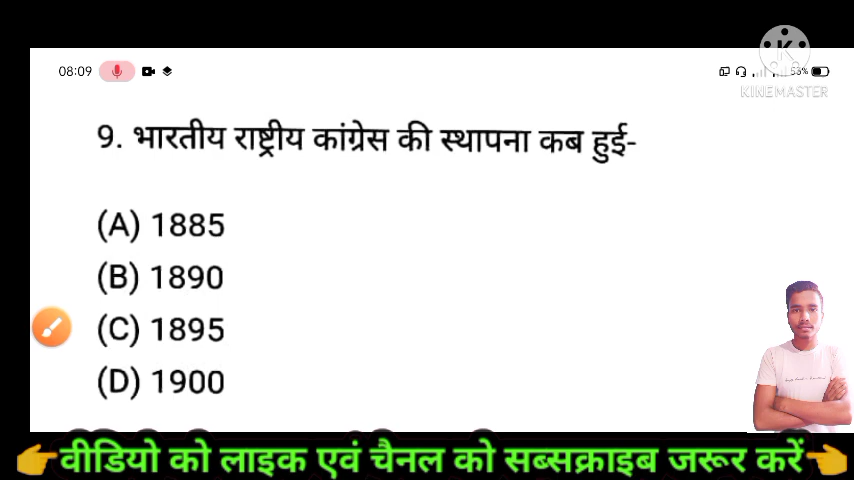 08:09
53%
KINEMASTER
9. भारतीय राष्ट्रीय कांग्रेस की स्थापना कब हुई-
(A) 1885
(B) 1890
(C) 1895
(D) 1900
👉वीडियो को लाइक एवं चैनल को सब्सक्राइब जरूर करें👈